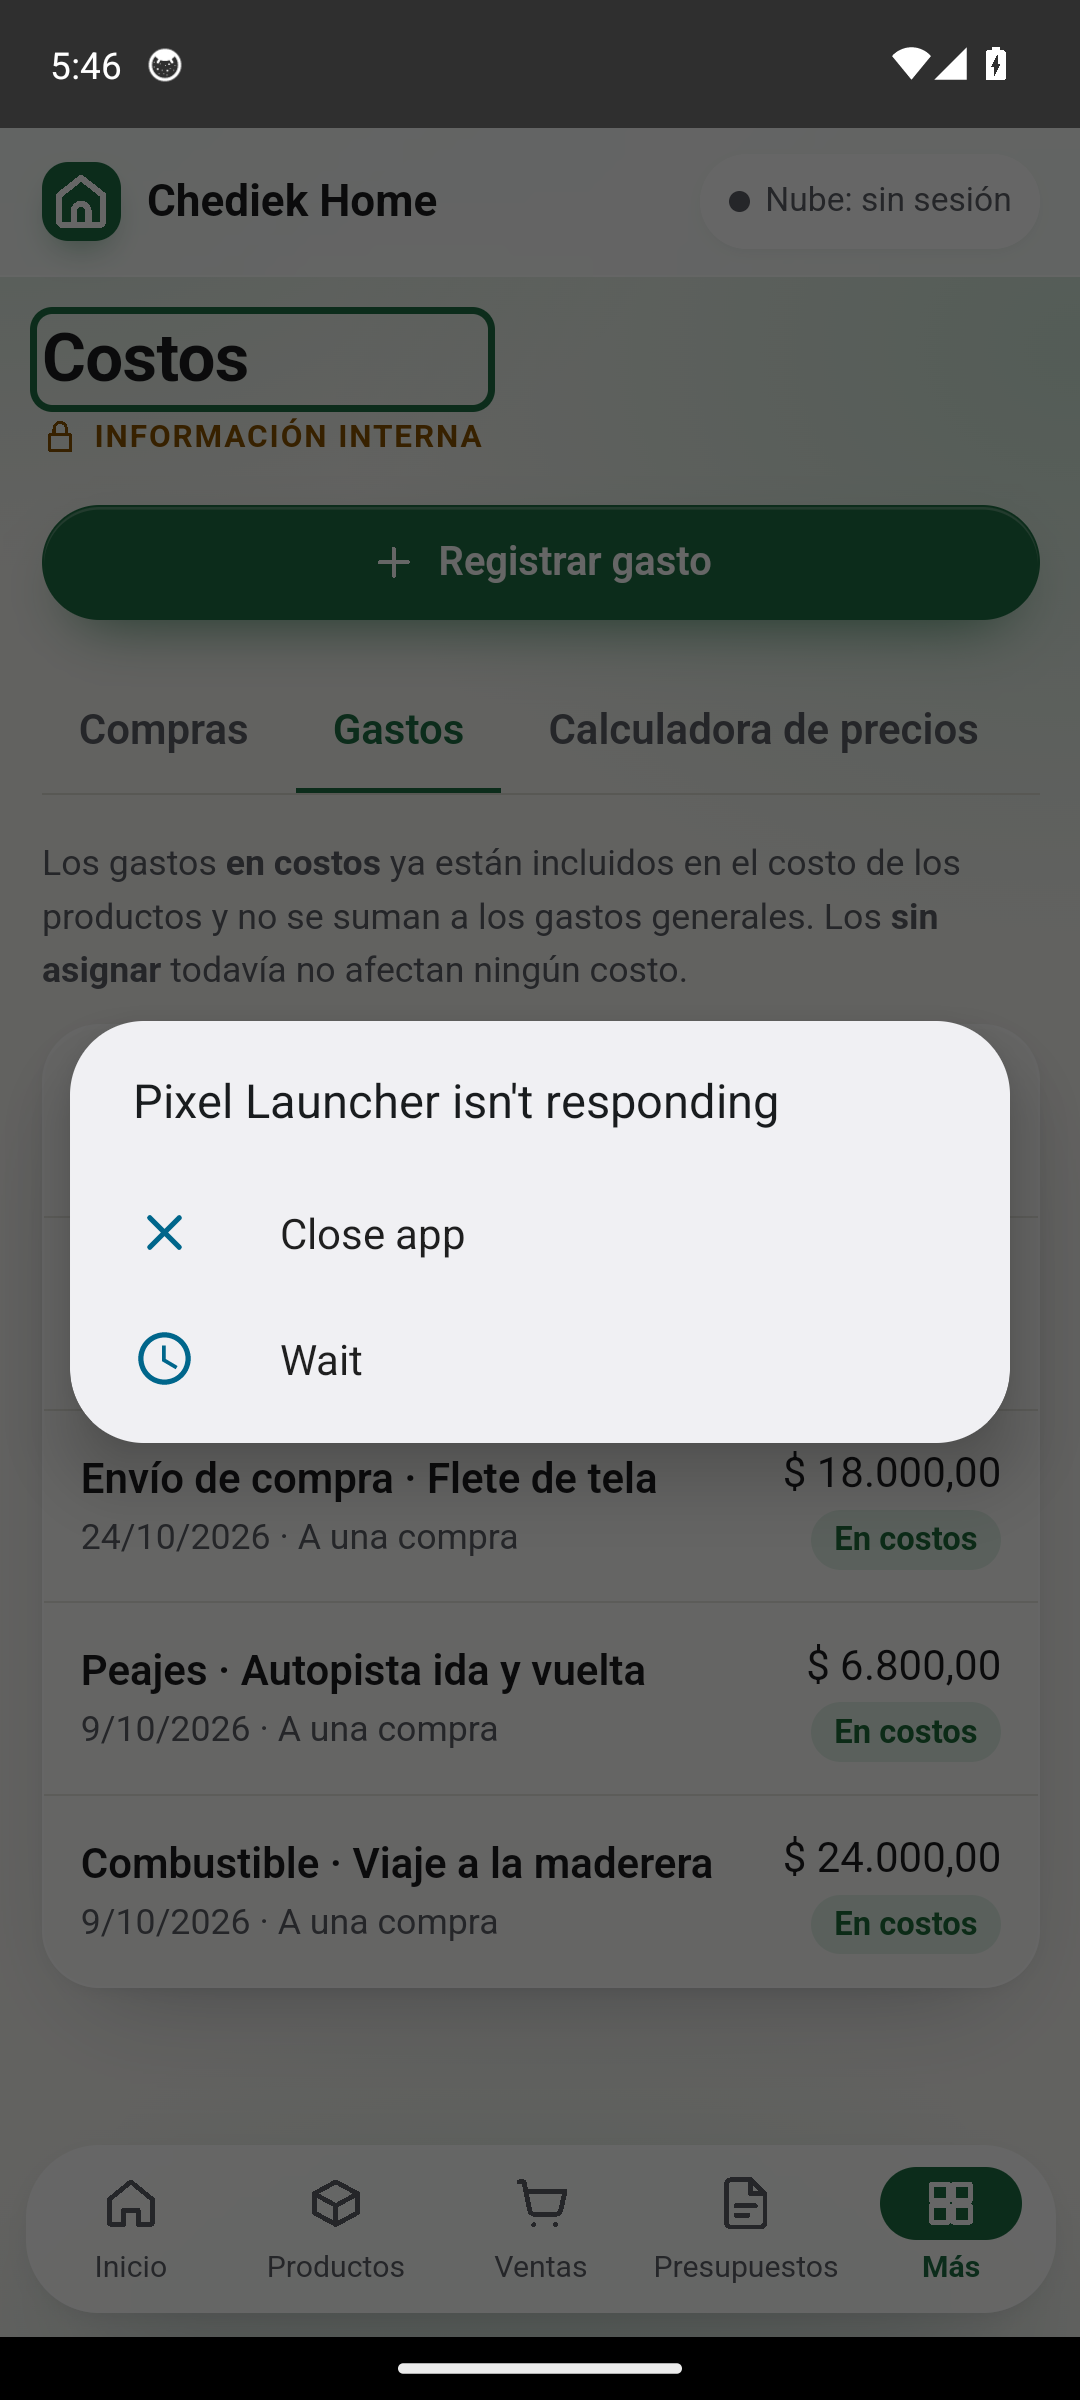 5:46
Chediek Home
Nube: sin sesión
Costos
INFORMACIÓN INTERNA
Registrar gasto
Compras
Gastos
Calculadora de precios
Los gastos en costos ya están incluidos en el costo de los
productos y no se suman a los gastos generales. Los sin
asignar todavía no afectan ningún costo.
Pixel Launcher isn't responding
Close app
Wait
Envío de compra · Flete de tela
$ 18.000,00
24/10/2026 · A una compra
En costos
Peajes · Autopista ida y vuelta
$ 6.800,00
9/10/2026 · A una compra
En costos
Combustible · Viaje a la maderera
$ 24.000,00
9/10/2026 · A una compra
En costos
Inicio
Productos
Ventas
Presupuestos
Más